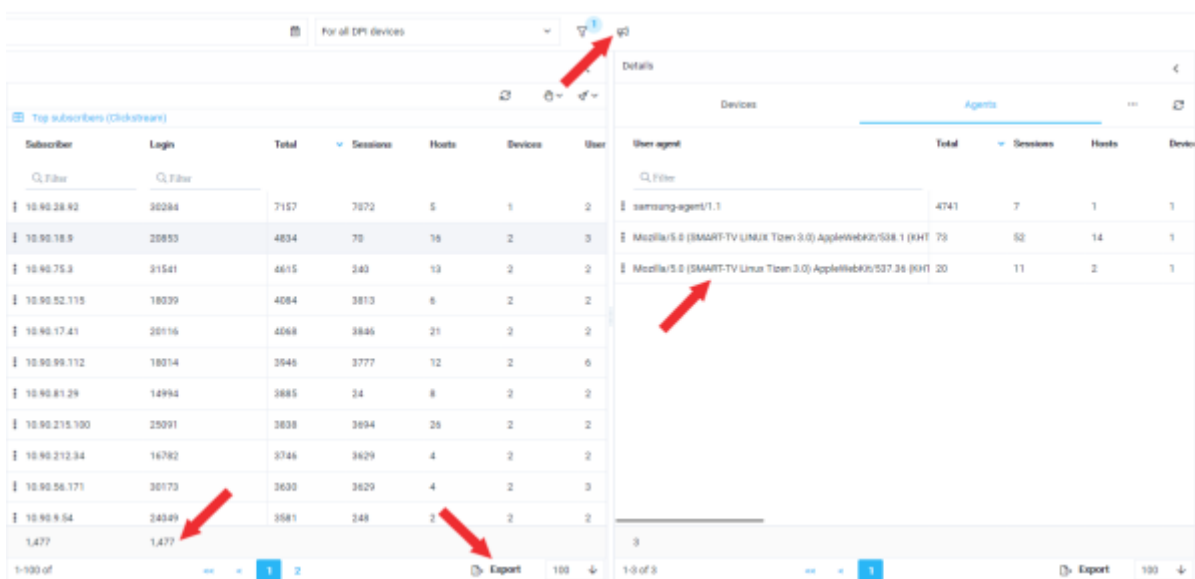 For all DPI devices 1
Details
Devices Agents ...
Top subscribers (Clickstream)
Subscriber Login Total Sessions Hosts Devices User
User agent Total Sessions Hosts Device
Filter Filter
Filter
10.90.28.92 30284 7157 7072 5 1 2
samsung-agent/1.1 4741 7 1 1
10.90.18.9 20853 4834 70 16 2 3
Mozilla/5.0 (SMART-TV LINUX Tizen 3.0) AppleWebKit/538.1 (KHT 73 52 14 1
10.90.75.3 31541 4615 240 13 2 2
Mozilla/5.0 (SMART-TV Linux Tizen 3.0) AppleWebKit/537.36 (KHT 20 11 2 1
10.90.52.115 18039 4084 3813 6 2 2
10.90.17.41 20116 4068 3846 21 2 2
10.90.99.112 18014 3946 3777 12 2 6
10.90.81.29 14994 3885 24 8 2 2
10.90.215.100 25091 3838 3694 26 2 2
10.90.212.34 16782 3746 3629 4 2 2
10.90.56.171 30173 3630 3629 4 2 3
10.90.9.54 24049 3581 248 2 2
1,477 1,477
3
1-100 of «« « 1 2 Export 100
1-3 of 3 «« « 1 Export 100